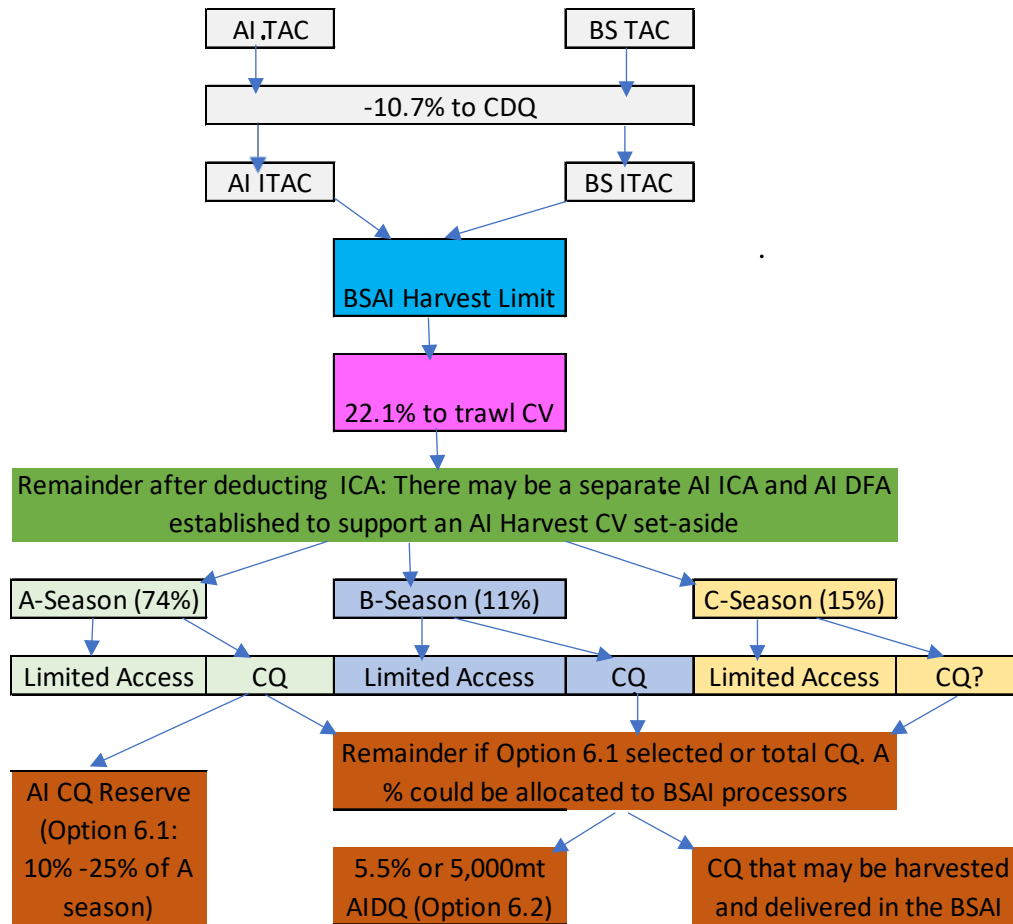 AI TAC
BS TAC
-10.7% to CDQ
AI ITAC
BS ITAC
BSAI Harvest Limit
22.1% to trawl CV
Remainder after deducting ICA: There may be a separate AI ICA and AI DFA
established to support an AI Harvest CV set-aside
A-Season (74%)
B-Season (11%)
C-Season (15%)
Limited Access
CQ
Limited Access
CQ
Limited Access
CQ?
Remainder if Option 6.1 selected or total CQ. A
% could be allocated to BSAI processors
AI CQ Reserve
(Option 6.1:
10% -25% of A
season)
5.5% or 5,000mt
AIDQ (Option 6.2)
CQ that may be harvested
and delivered in the BSAI